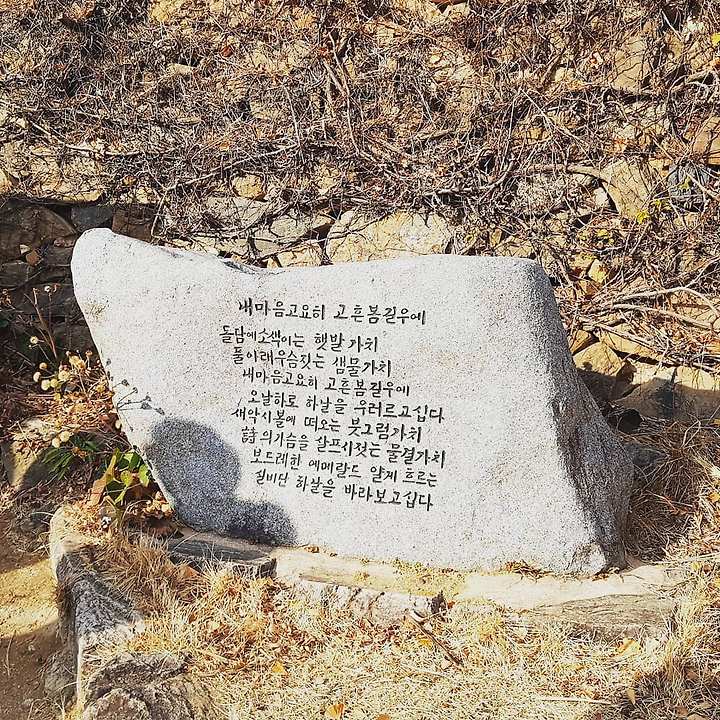 내마음고요히 고흔봄길우에
돌담에소색이는 햇발가치
풀아래우슴짓는 샘물가치
내마음고요히 고흔봄길우에
오날하로 하날을 우러르고십다
새악시볼에 떠오는 붓그럼가치
詩의가슴을 살프시젓는 물결가치
보드레한 에메랄드 얄게 흐르는
실비단 하날을 바라보고십다